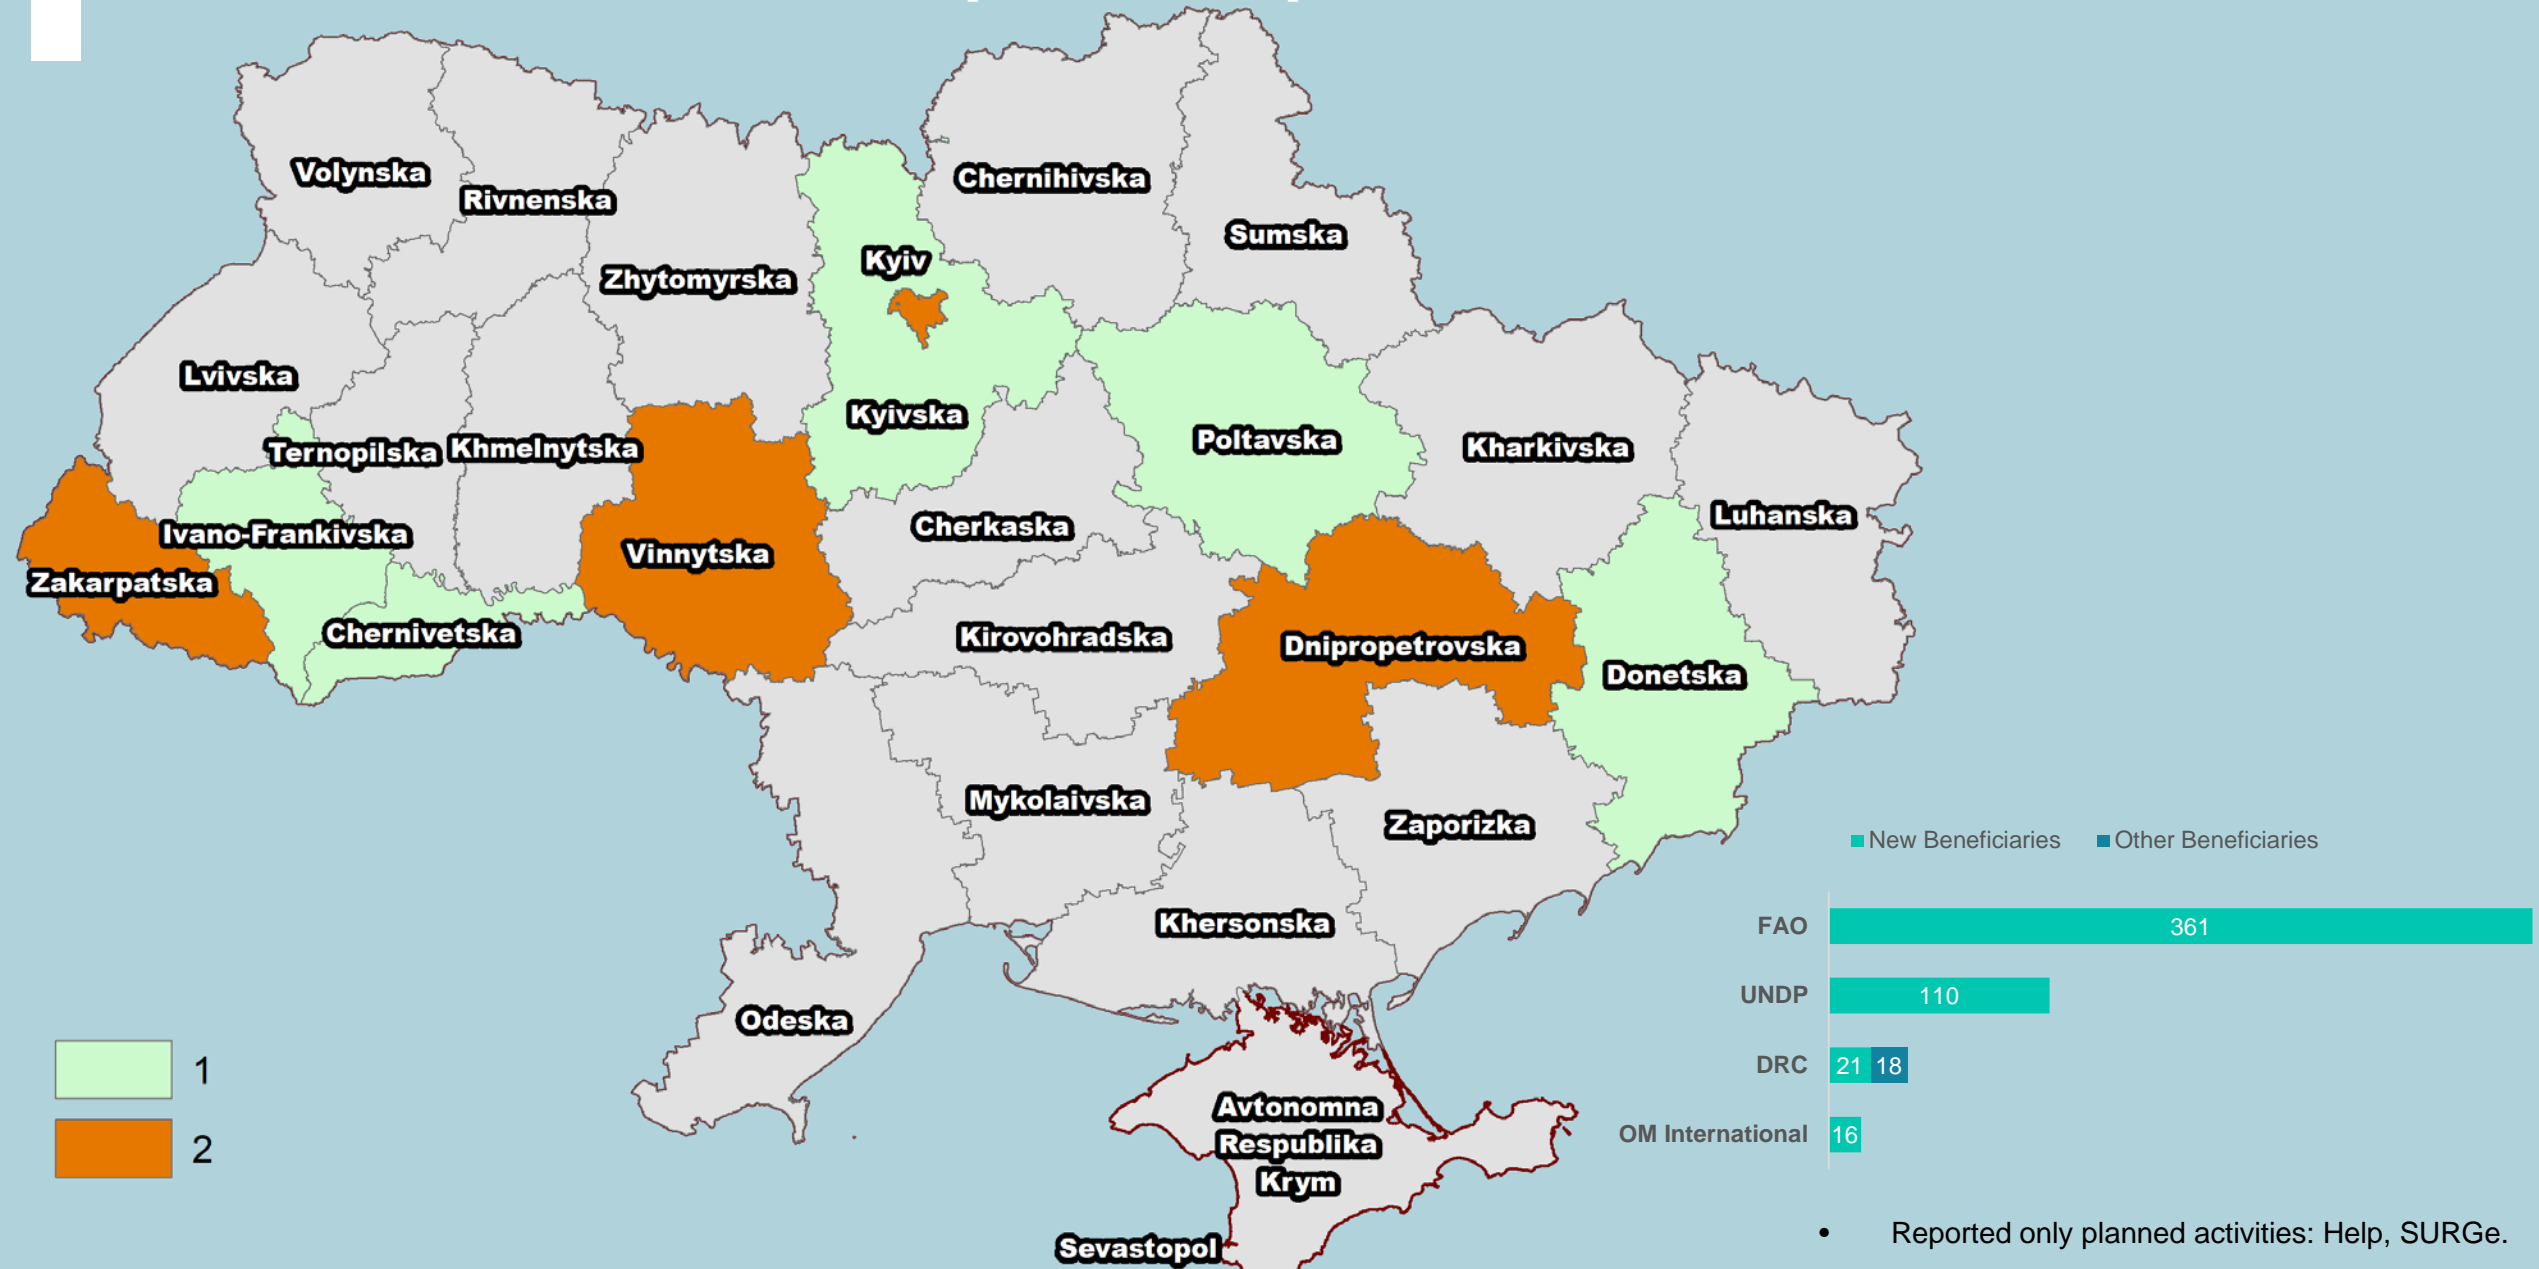 Volynska
Rivnenska
Chernihivska
Sumska
Kyiv
Zhytomyrska
Lvivska
Kyivska
Ternopilska
Khmelnytska
Poltavska
Kharkivska
Luhanska
Ivano-Frankivska
Cherkaska
Vinnytska
Zakarpatska
Chernivetska
Kirovohradska
Dnipropetrovska
Donetska
Mykolaivska
Zaporizka
Khersonska
Odeska
Avtonomna
Respublika
Krym
Sevastopol
1
2
New Beneficiaries Other Beneficiaries
FAO 361
UNDP 110
DRC 21 18
OM International 16
• Reported only planned activities: Help, SURGe.